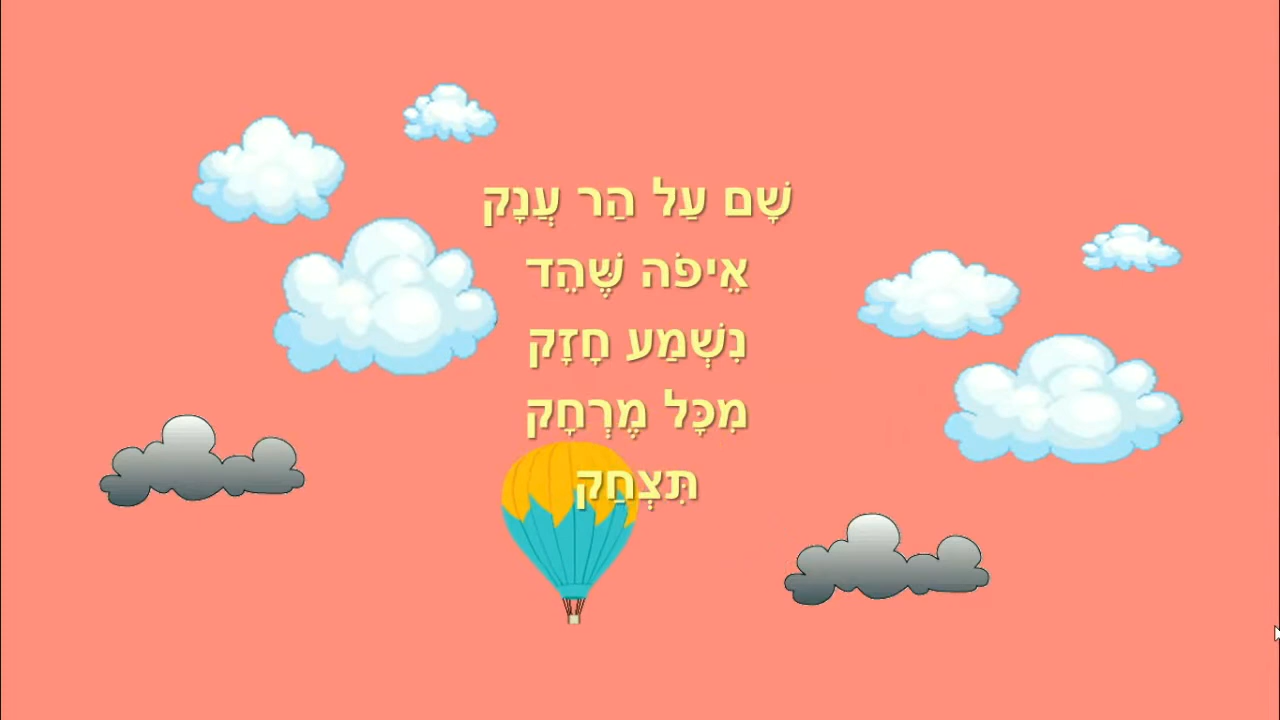 שָׁם עַל הַר עֲנָק
אֵיפֹה שֶׁהֵד
נִשְׁמַע חָזָק
מִכָּל מֶרְחָק
תִּצְחַק